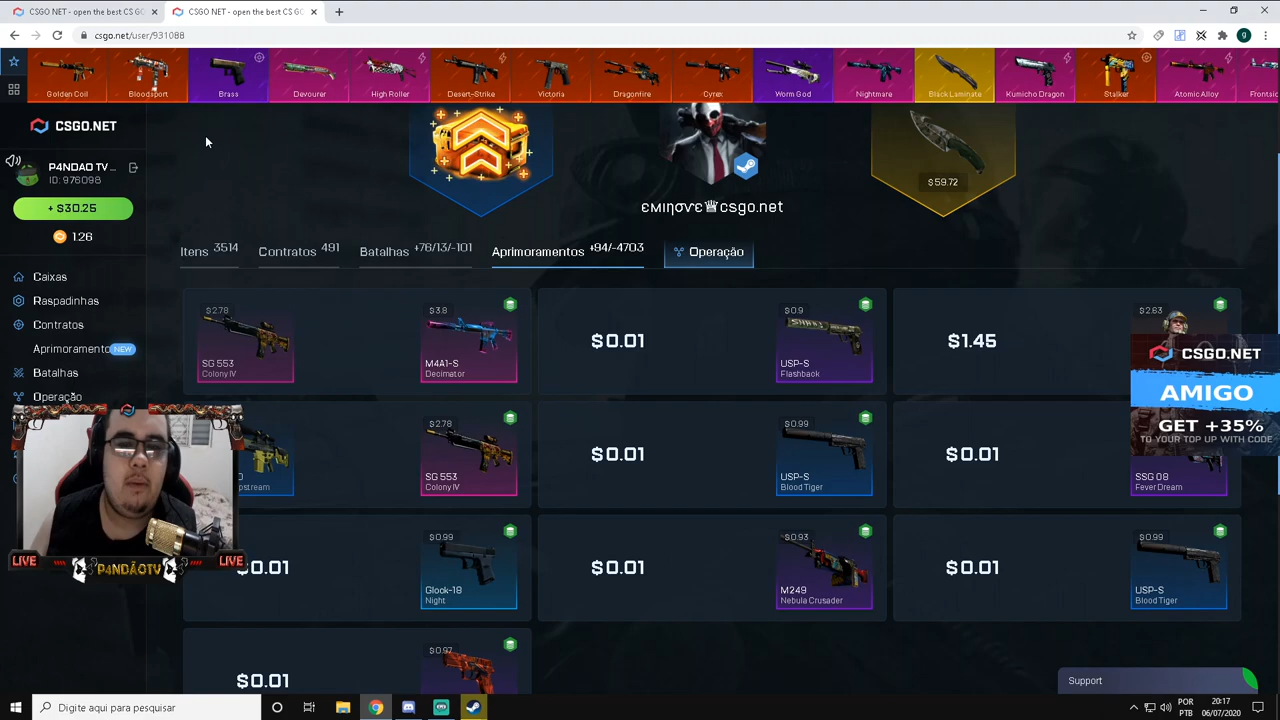 CSGO NET - open the best CS GO
CSGO NET - open the best CS GO
csgo.net/user/931088
Golden Coil
Bloodsport
Brass
Devourer
High Roller
Desert-Strike
Victoria
Dragonfire
Cyrex
Worm God
Nightmare
Black Laminate
Kumicho Dragon
Stalker
Atomic Alloy
CSGO.NET
P4NDAO TV ...
ID: 976098
+ $30.25
1.26
Caixas
Raspadinhas
Contratos
Aprimoramento NEW
Batalhas
Operação
$59.72
ємιησνє♕csgo.net
Itens 3514
Contratos 491
Batalhas +76/13/-101
Aprimoramentos +94/-4703
Operação
$2.78
SG 553
Colony IV
$3.8
M4A1-S
Decimator
$0.01
$0.9
USP-S
Flashback
$1.45
$2.63
$2.78
SG 553
Colony IV
$0.01
$0.99
USP-S
Blood Tiger
$0.01
SSG 08
Fever Dream
$0.01
$0.99
Glock-18
Night
$0.01
$0.93
M249
Nebula Crusader
$0.01
$0.99
USP-S
Blood Tiger
$0.01
$0.97
CSGO.NET
AMIGO
GET +35%
TO YOUR TOP UP WITH CODE
LIVE
P4NDÃOTV
LIVE
Support
Digite aqui para pesquisar
POR
PTB
20:17
06/07/2020